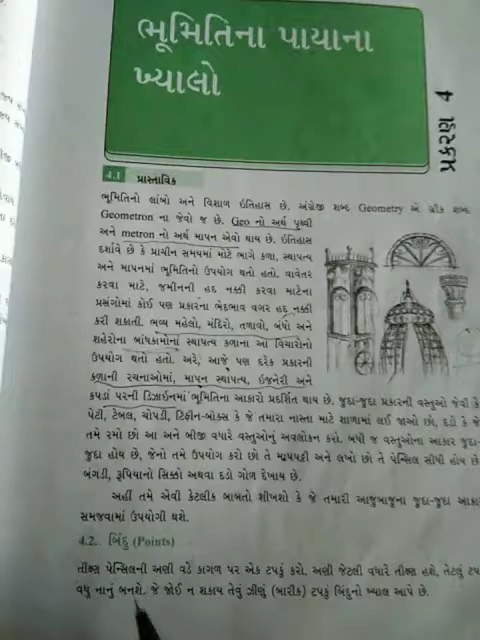 ભૂમિતિના પાયાના
ખ્યાલો
પ્રકરણ 4
4.1 પ્રાસ્તાવિક
ભૂમિતિનો લાંબો અને વિશાળ ઇતિહાસ છે. અંગ્રેજી શબ્દ Geometry એ ગ્રીક શબ્દ
Geometron ના જેવો જ છે. Geo નો અર્થ પૃથ્વી
અને metron નો અર્થ માપન એવો થાય છે. ઇતિહાસ
દર્શાવે છે કે પ્રાચીન સમયમાં મોટે ભાગે કળા, સ્થાપત્ય
અને માપનમાં ભૂમિતિનો ઉપયોગ થતો હતો. વાવેતર
કરવા માટે, જમીનની હદ નક્કી કરવા માટેના
પ્રસંગોમાં કોઈ પણ પ્રકારના ભેદભાવ વગર હદ નક્કી
કરી શકાતી. ભવ્ય મહેલો, મંદિરો, તળાવો, બંધો અને
શહેરોના બાંધકામોનાં સ્થાપત્ય કળાના આ વિચારોનો
ઉપયોગ થતો હતો. અરે, આજે પણ દરેક પ્રકારની
કળાની રચનાઓમાં, માપન સ્થાપત્ય, ઇજનેરી અને
કપડાં પરની ડિઝાઈનમાં ભૂમિતિના આકારો પ્રદર્શિત થાય છે. જુદા-જુદા પ્રકારની વસ્તુઓ જેવી કે
પેટી, ટેબલ, ચોપડી, ટિફીન-બોક્સ કે જે તમારા નાસ્તા માટે શાળામાં લઈ જાઓ છો, દડો કે જે
તમે રમો છો આ અને બીજી વધારે વસ્તુઓનું અવલોકન કરો. બધી જ વસ્તુઓના આકાર જુદા-
જુદા હોય છે, જેનો તમે ઉપયોગ કરો છો તે માપપટ્ટી અને લખો છો તે પેન્સિલ સીધી હોય છે
બંગડી, રૂપિયાનો સિક્કો અથવા દડો ગોળ દેખાય છે.
અહીં તમે એવી કેટલીક બાબતો શીખશો કે જે તમારી આજુબાજુના જુદા-જુદા આકા
સમજવામાં ઉપયોગી થશે.
4.2. બિંદુ (Points)
તીક્ષ્ણ પેન્સિલની અણી વડે કાગળ પર એક ટપકું કરો. અણી જેટલી વધારે તીક્ષ્ણ હશે, તેટલું ટપ
વધુ નાનું બનશે. જે જોઈ ન શકાય તેવું ઝીણું (બારીક) ટપકું બિંદુનો ખ્યાલ આપે છે.